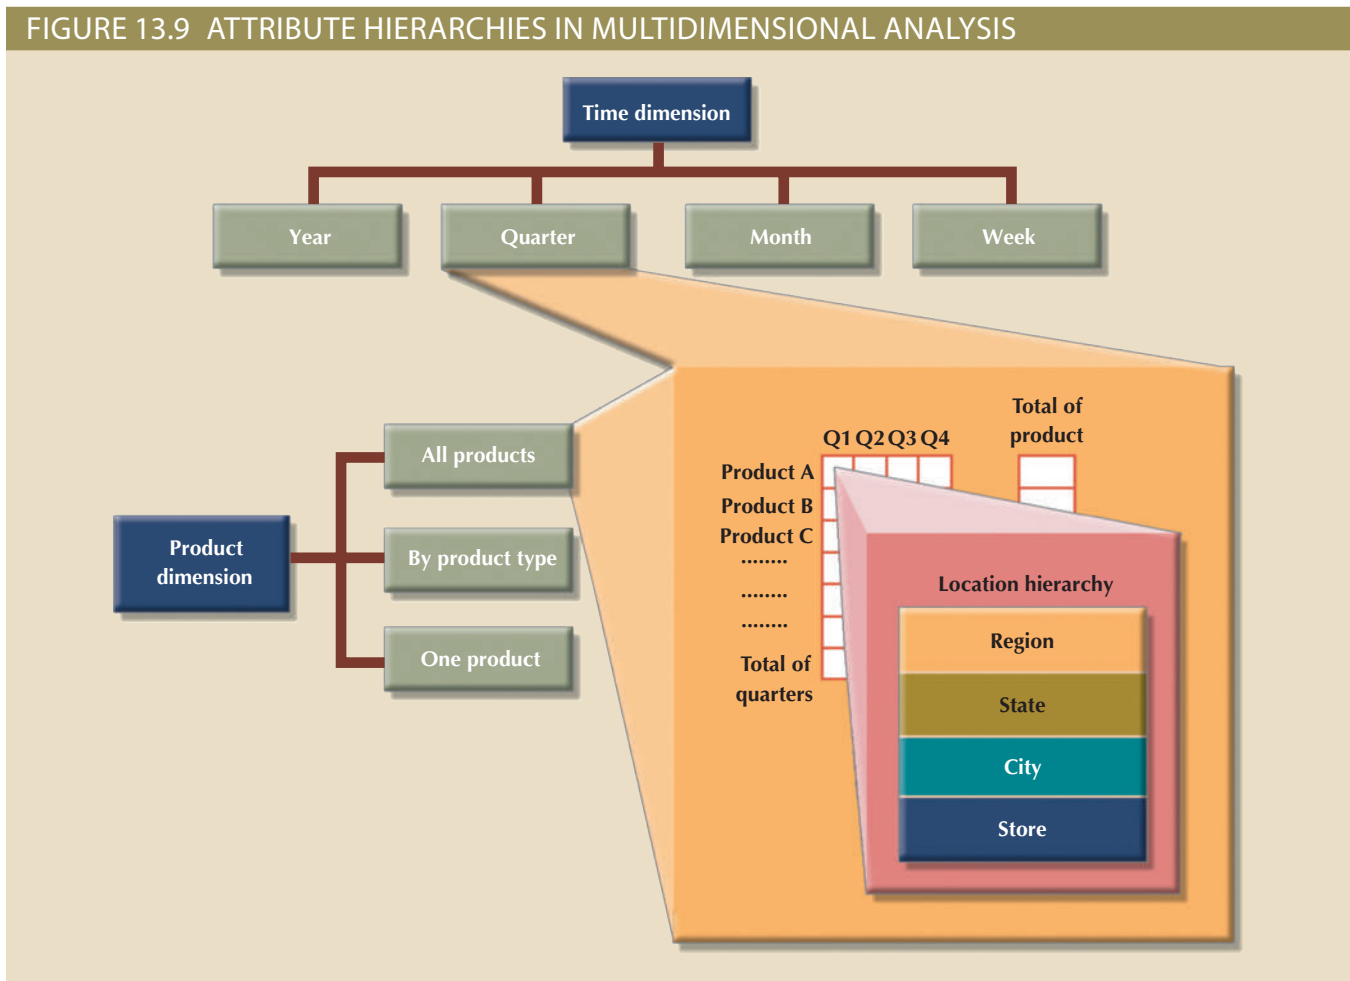 FIGURE 13.9 ATTRIBUTE HIERARCHIES IN MULTIDIMENSIONAL ANALYSIS
Time dimension
Year
Quarter
Month
Week
Product
dimension
All products
By product type
One product
Total of
product
Q1 Q2 Q3 Q4
Product A
Product B
Product C
........
........
........
Total of
quarters
Location hierarchy
Region
State
City
Store